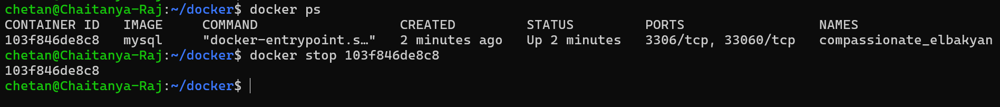 chetan@Chaitanya-Raj:~/docker$ docker ps
CONTAINER ID   IMAGE     COMMAND                  CREATED         STATUS         PORTS                 NAMES
103f846de8c8   mysql     "docker-entrypoint.s…"   2 minutes ago   Up 2 minutes   3306/tcp, 33060/tcp   compassionate_elbakyan
chetan@Chaitanya-Raj:~/docker$ docker stop 103f846de8c8
103f846de8c8
chetan@Chaitanya-Raj:~/docker$